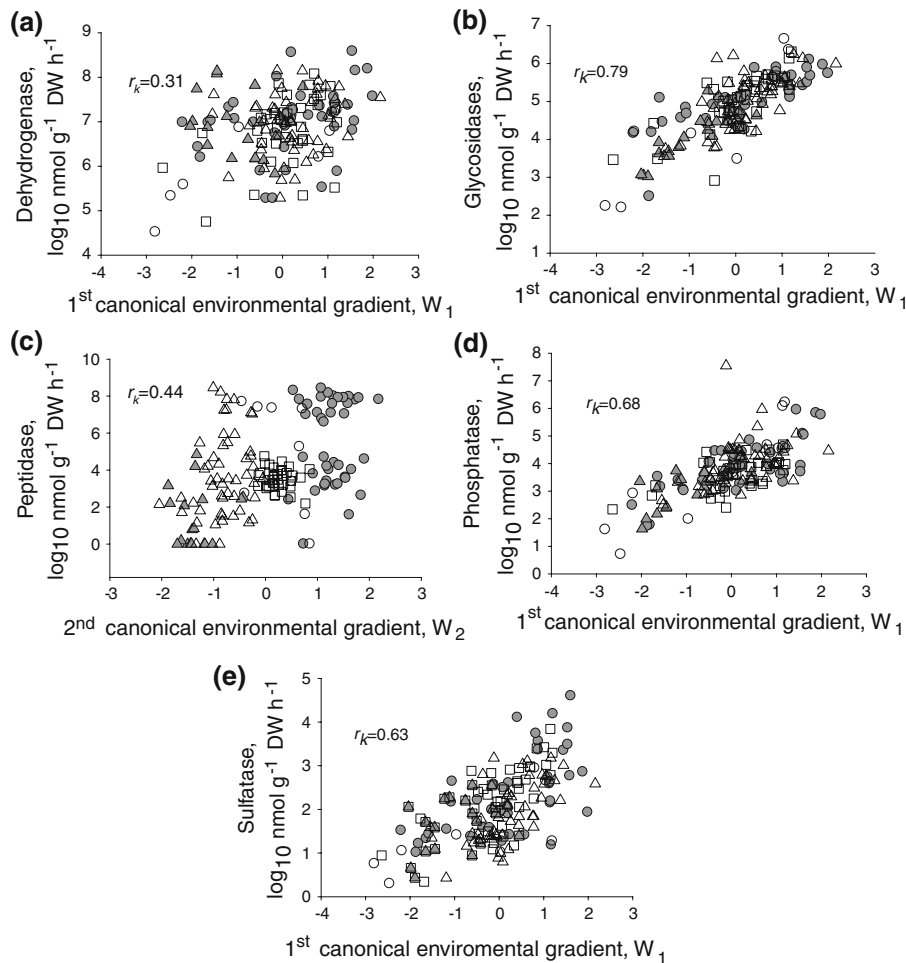 (a)
9
8
7
6
5
4
r_k=0.31
Dehydrogenase,
log₁₀ nmol g⁻¹ DW h⁻¹
-4 -3 -2 -1 0 1 2 3
1ˢᵗ canonical environmental gradient, W₁
(b)
7
6
5
4
3
2
1
r_k=0.79
Glycosidases,
log₁₀ nmol g⁻¹ DW h⁻¹
-4 -3 -2 -1 0 1 2 3
1ˢᵗ canonical environmental gradient, W₁
(c)
10
8
6
4
2
0
r_k=0.44
Peptidase,
log₁₀ nmol g⁻¹ DW h⁻¹
-3 -2 -1 0 1 2 3
2ⁿᵈ canonical environmental gradient, W₂
(d)
8
7
6
5
4
3
2
1
0
r_k=0.68
Phosphatase,
log₁₀ nmol g⁻¹ DW h⁻¹
-4 -3 -2 -1 0 1 2 3
1ˢᵗ canonical environmental gradient, W₁
(e)
5
4
3
2
1
0
r_k=0.63
Sulfatase,
log₁₀ nmol g⁻¹ DW h⁻¹
-4 -3 -2 -1 0 1 2 3
1ˢᵗ canonical enviromental gradient, W₁